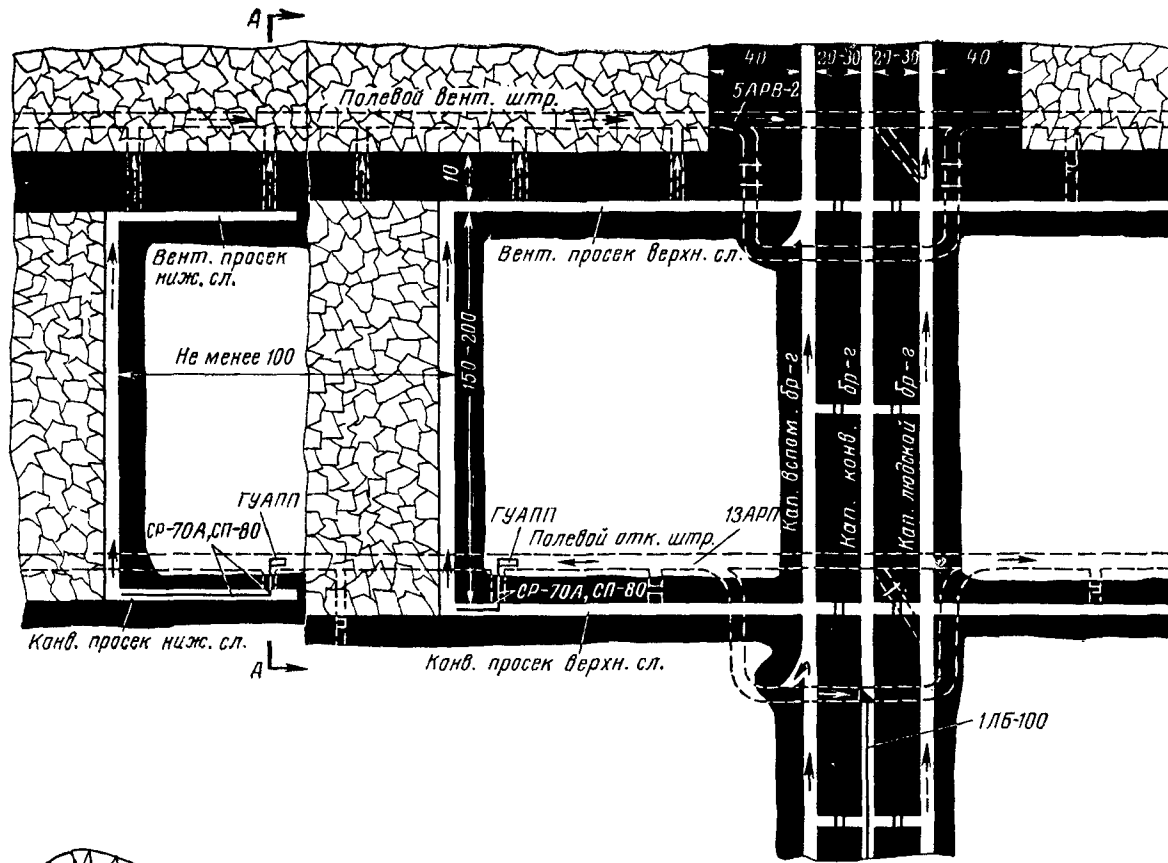 А
40
20-30
20-30
40
Полевой вент. штр.
5АРВ-2
10
Вент. просек
ниж. сл.
Вент. просек верхн. сл.
Не менее 100
150-200
Кап. вспом. бр-г
Кап. конв. бр-г
Кап. людской бр-г
ГУАПП
СР-70А,СП-80
ГУАПП
Полевой отк. штр.
13АРП
СР-70А,СП-80
Конв. просек ниж. сл.
Конв. просек верхн. сл.
А
1ЛБ-100